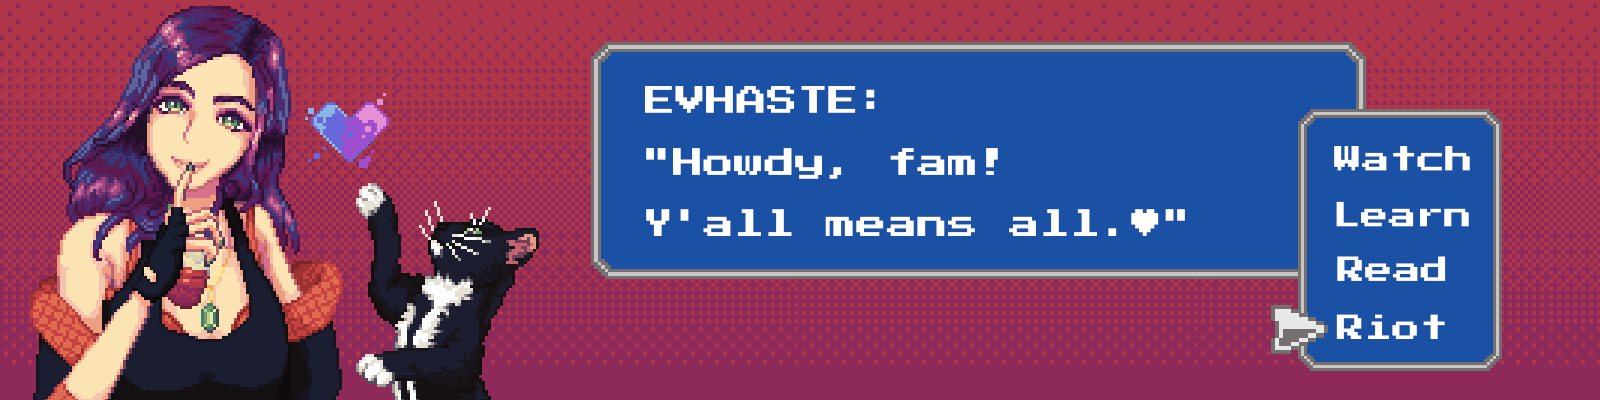 EVHASTE:
"Howdy, fam!
Y'all means all.♥"
Watch
Learn
Read
Riot